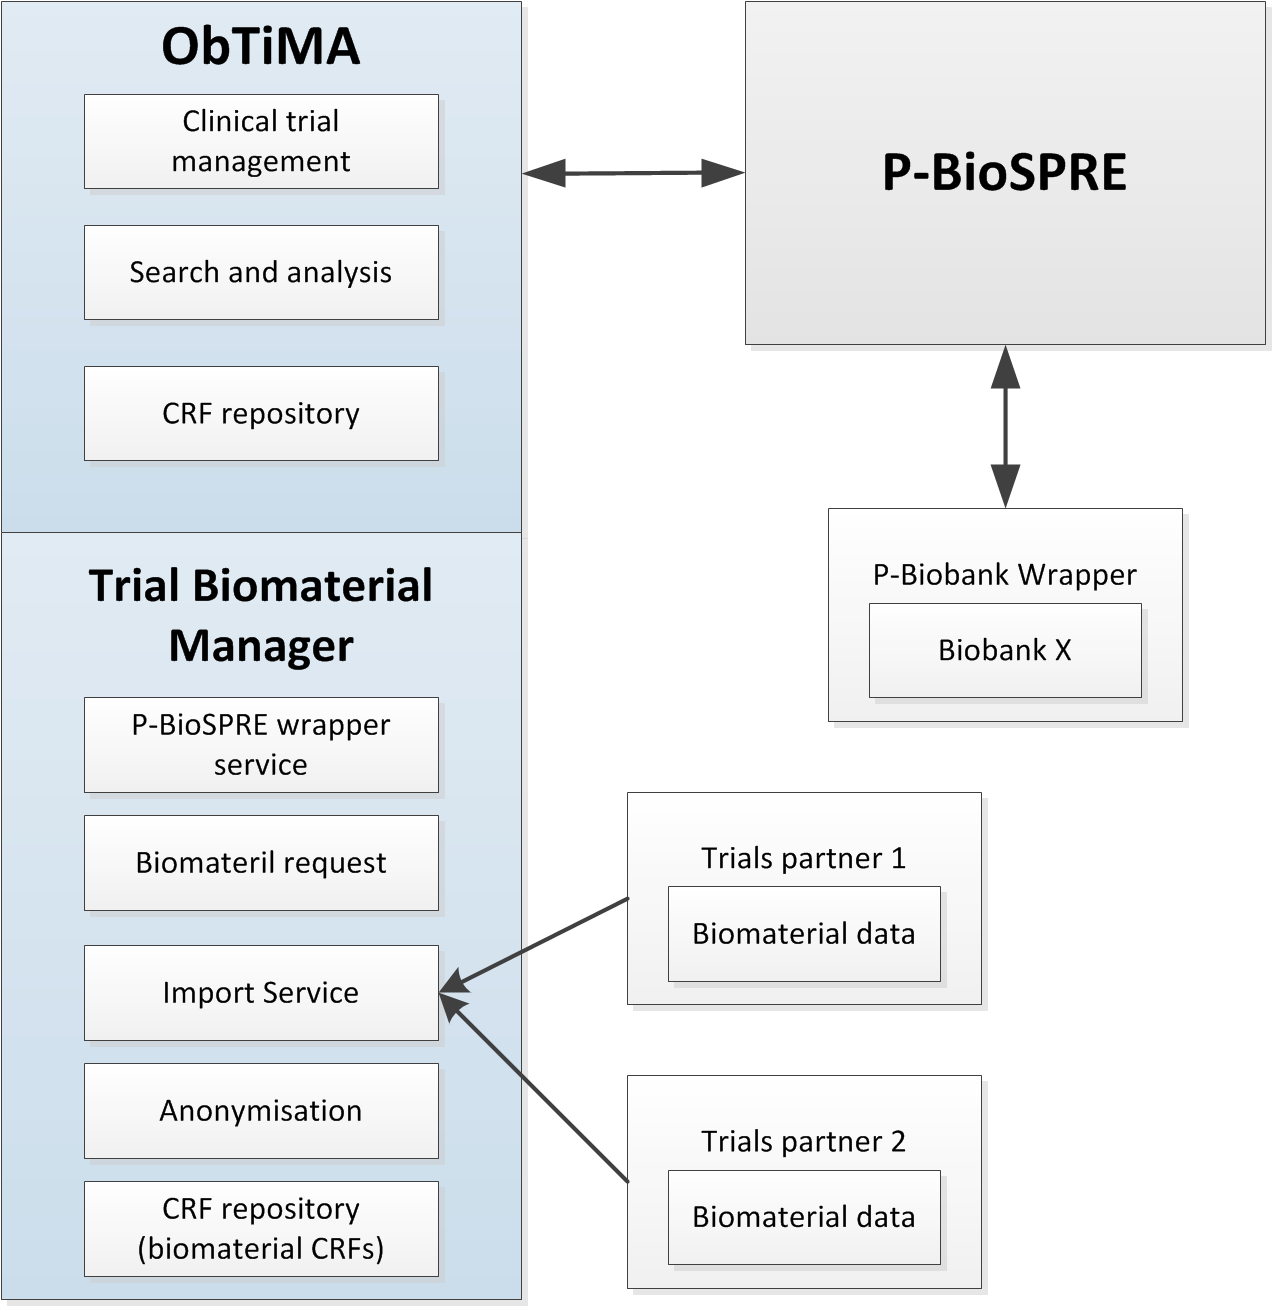 ObTiMA
Clinical trial
management
Search and analysis
CRF repository
Trial Biomaterial
Manager
P-BioSPRE wrapper
service
Biomateril request
Import Service
Anonymisation
CRF repository
(biomaterial CRFs)
P-BioSPRE
P-Biobank Wrapper
Biobank X
Trials partner 1
Biomaterial data
Trials partner 2
Biomaterial data